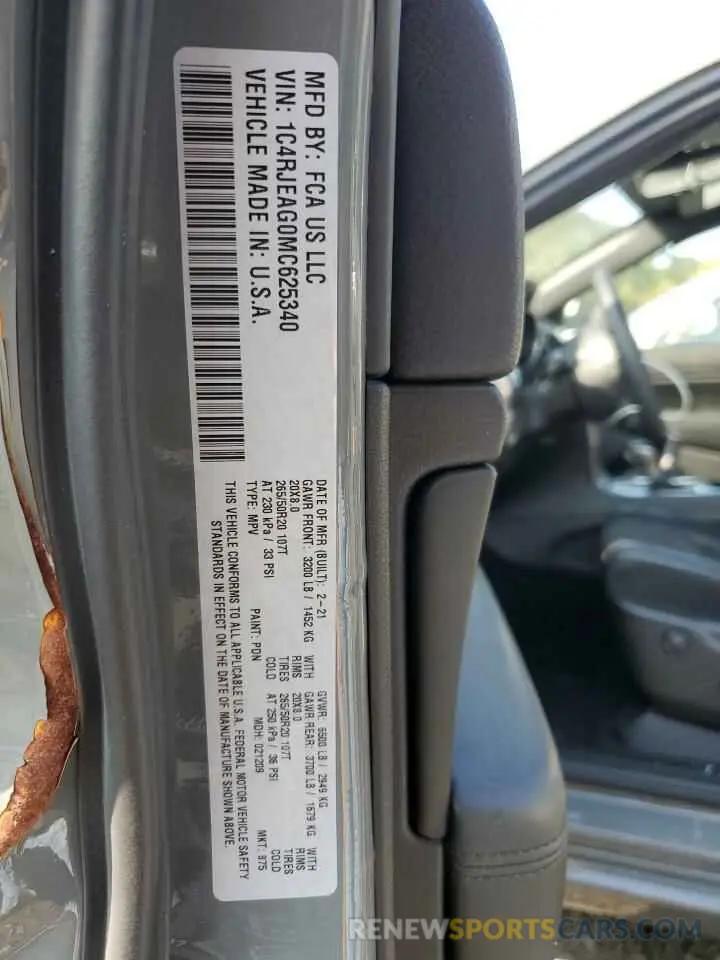 MFD BY: FCA US LLC
VIN: 1C4RJEAG0MC625340
VEHICLE MADE IN: U.S.A.
DATE OF MFR (BUILT): 2-21 GVWR: 6500 LB / 2949 KG
GAWR FRONT: 3200 LB / 1452 KG WITH GAWR REAR: 3700 LB / 1679 KG WITH
20X8.0 RIMS 20X8.0 RIMS
265/50R20 107T TIRES 265/50R20 107T TIRES
AT 230 kPa / 33 PSI COLD AT 250 kPa / 36 PSI COLD
TYPE: MPV PAINT: PDN MDH: 021209 MKT: 875
THIS VEHICLE CONFORMS TO ALL APPLICABLE U.S.A. FEDERAL MOTOR VEHICLE SAFETY
STANDARDS IN EFFECT ON THE DATE OF MANUFACTURE SHOWN ABOVE.
RENEWSPORTSCARS.COM